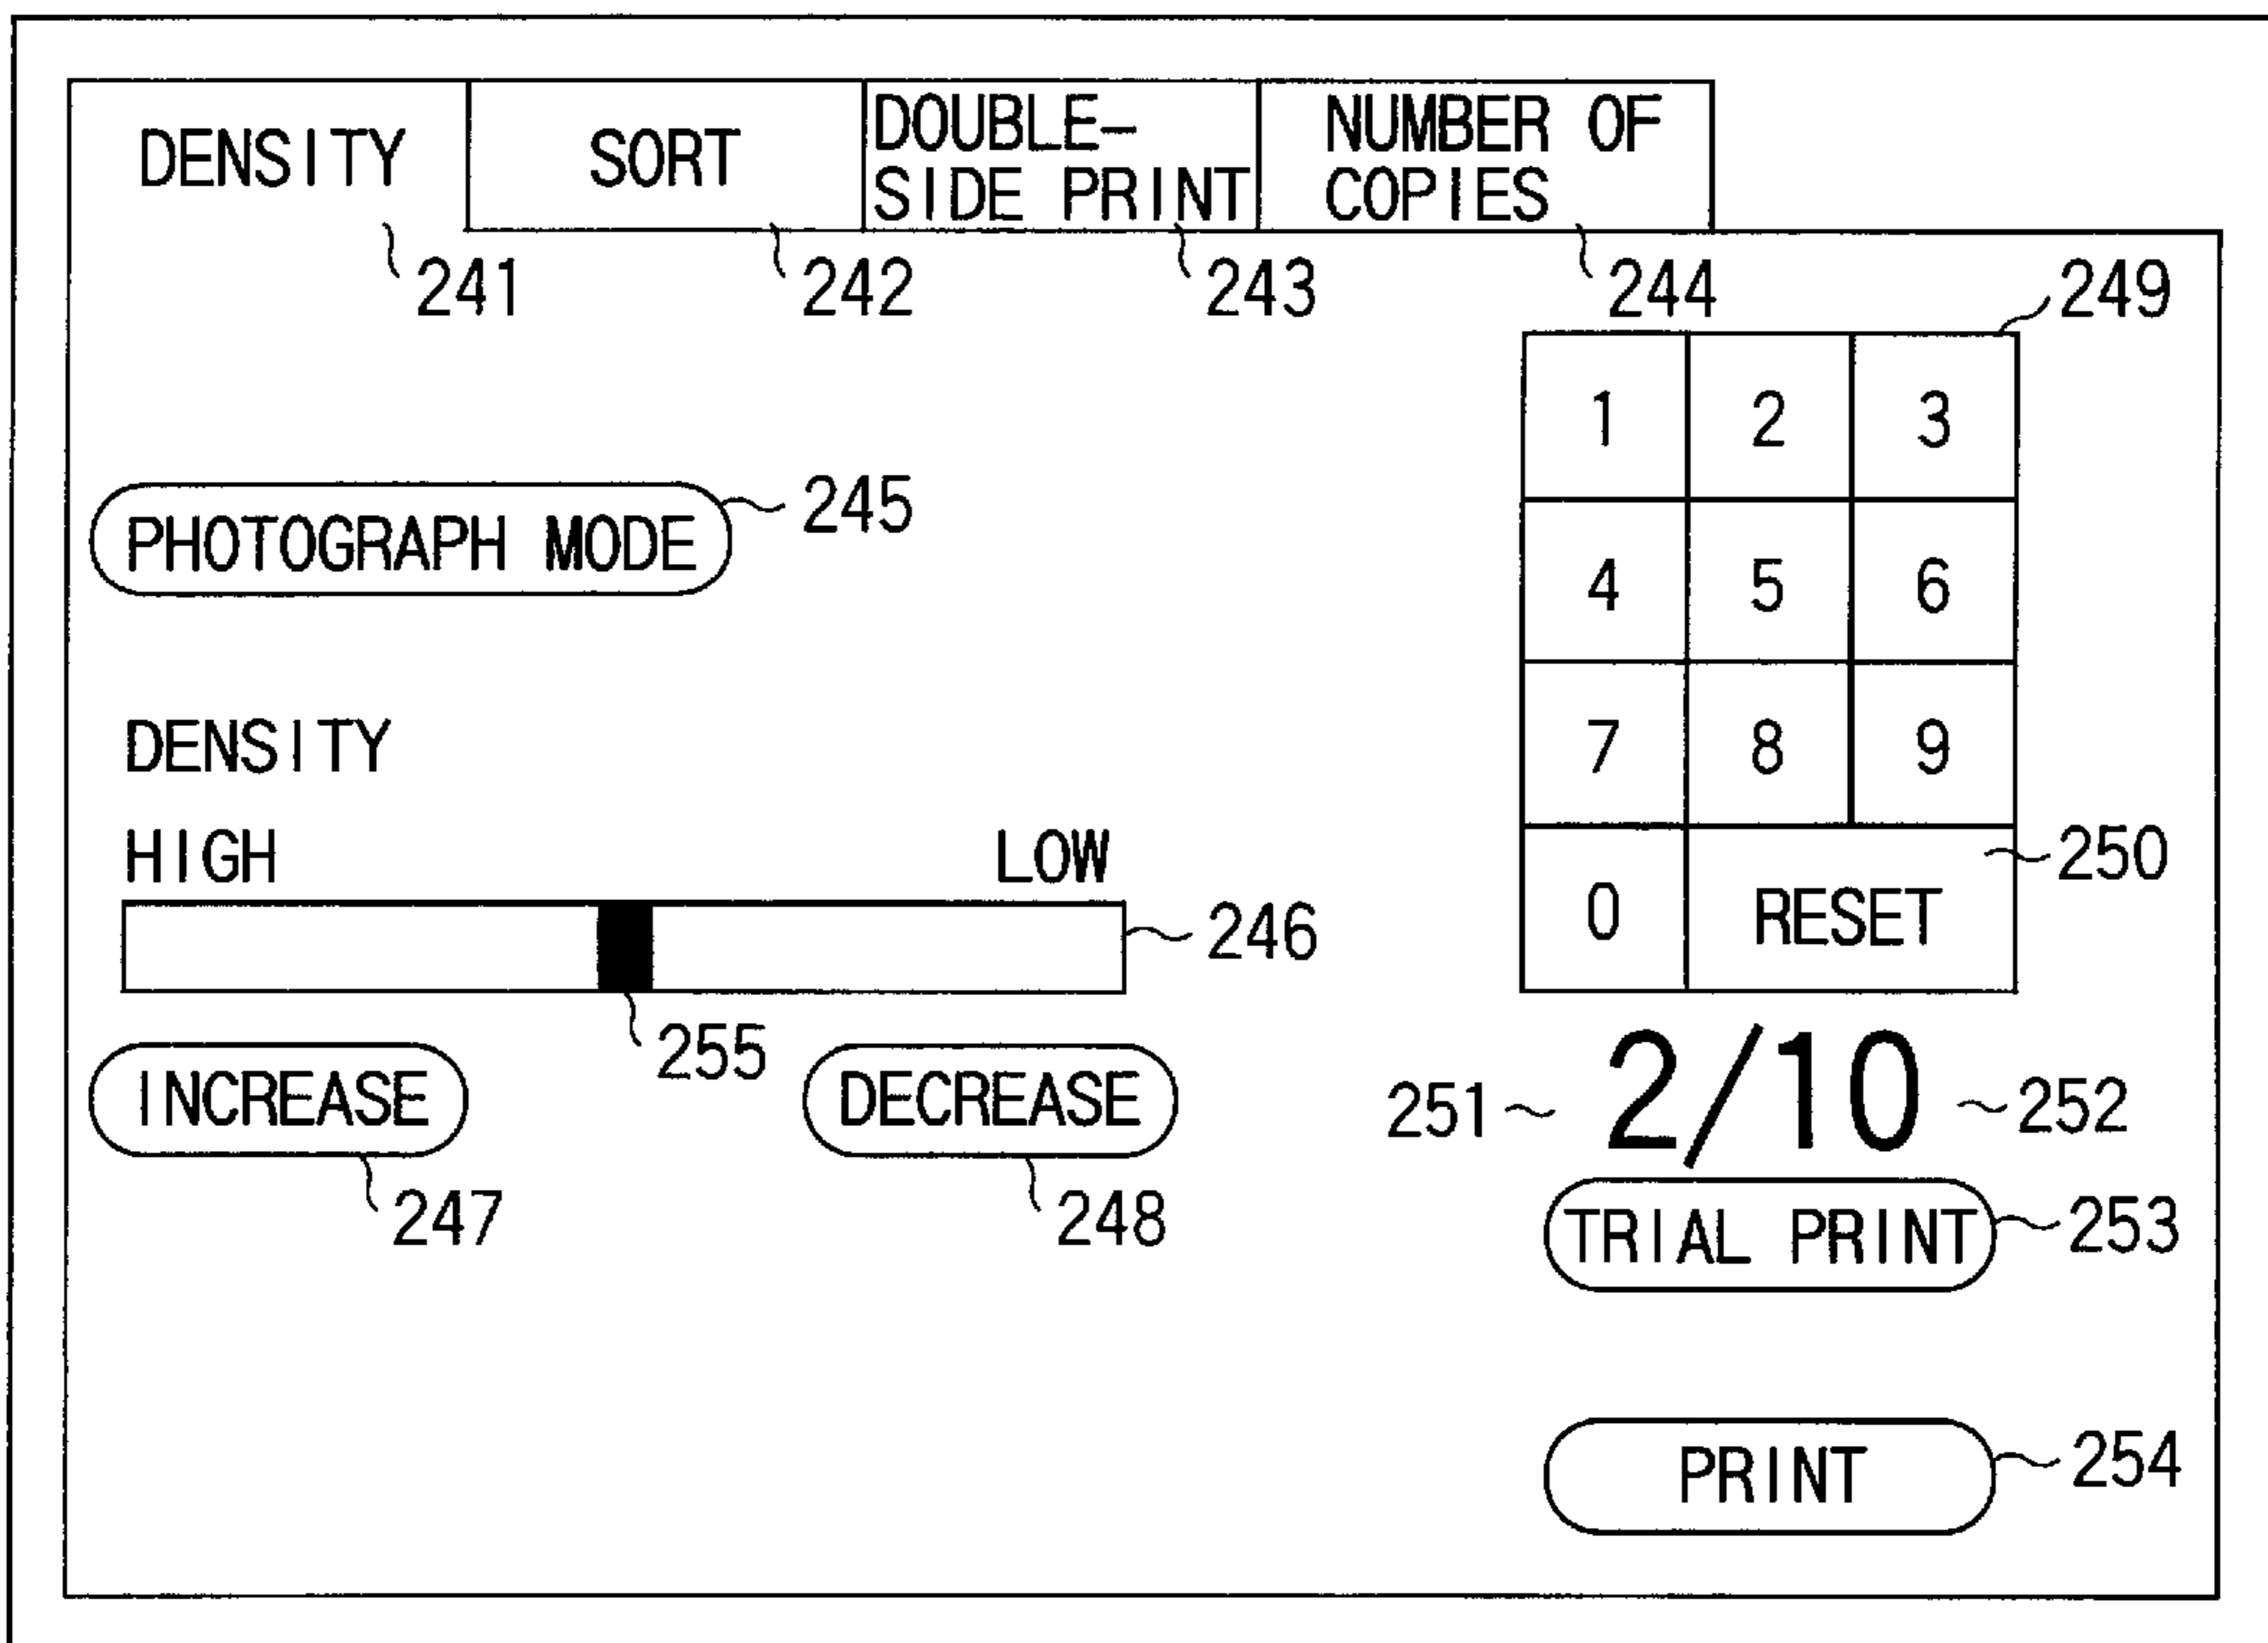 DENSITY
SORT
DOUBLE-
SIDE PRINT
NUMBER OF
COPIES
241
242
243
244
249
1 2 3
4 5 6
7 8 9
0 RESET
250
PHOTOGRAPH MODE
245
DENSITY
HIGH LOW
246
255
INCREASE
247
DECREASE
248
251
2/10
252
TRIAL PRINT
253
PRINT
254